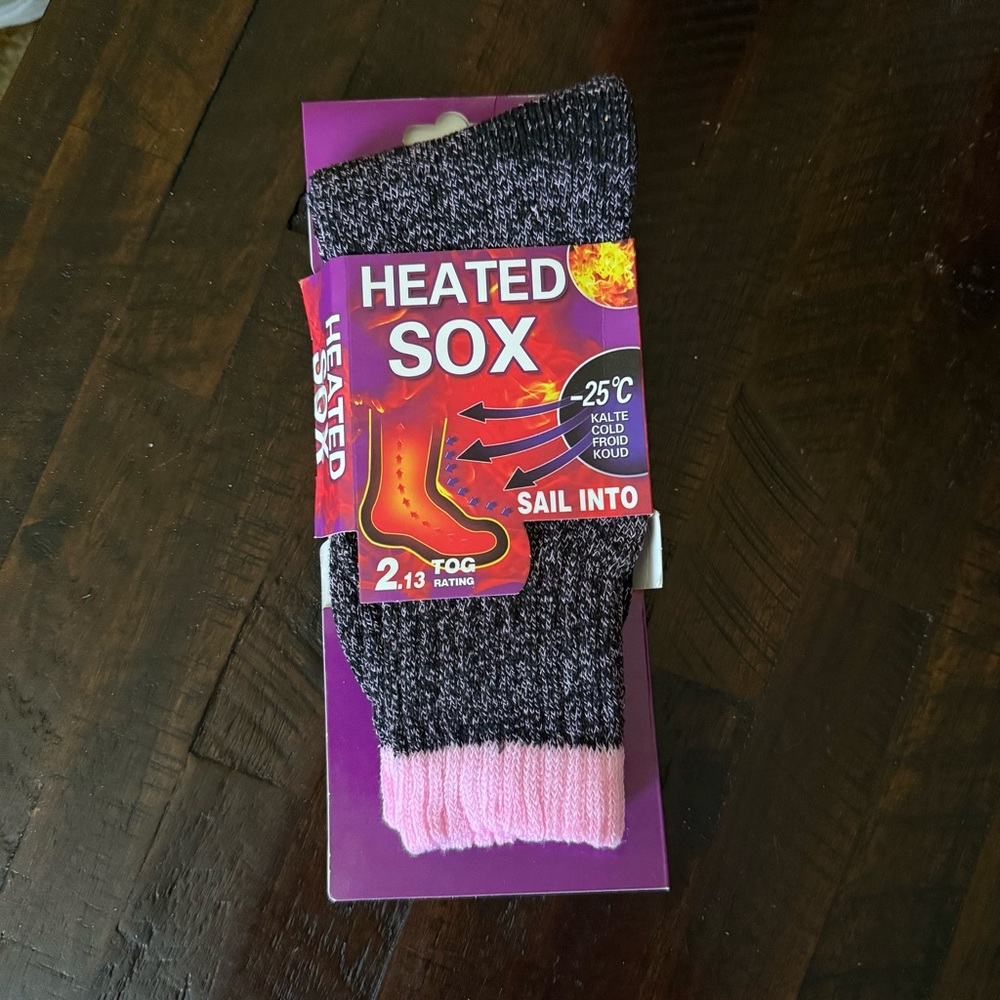 HEATED
SOX
HEATED
SOX
-25°C
KALTE
COLD
FROID
KOUD
SAIL INTO
2.13 TOG
RATING